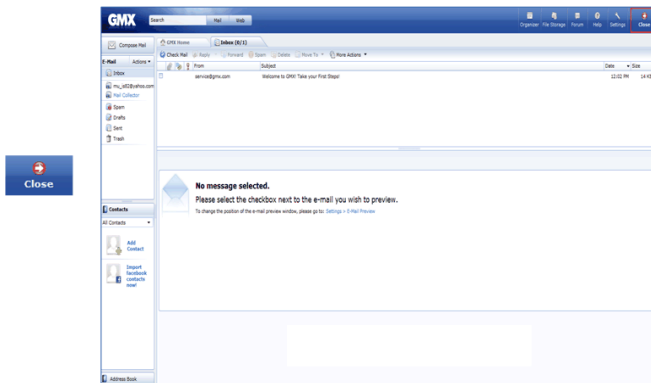 GMX
Search
Mail Web
Organizer File Storage Forum Help Settings Close
Compose Mail
GMX Home Inbox (0/1)
E-Mail Actions
Check Mail Reply Forward Spam Delete Move To More Actions
From Subject Date Size
Inbox
service@gmx.com Welcome to GMX! Take your First Steps! 12:02 PM
Mail Collector
Spam
Drafts
Sent
Trash
Close
No message selected.
Please select the checkbox next to the e-mail you wish to preview.
To change the position of the e-mail preview window, please go to: Settings > E-Mail Preview
Contacts
All Contacts
Add
Contact
Import
facebook
contacts
now!
Address Book